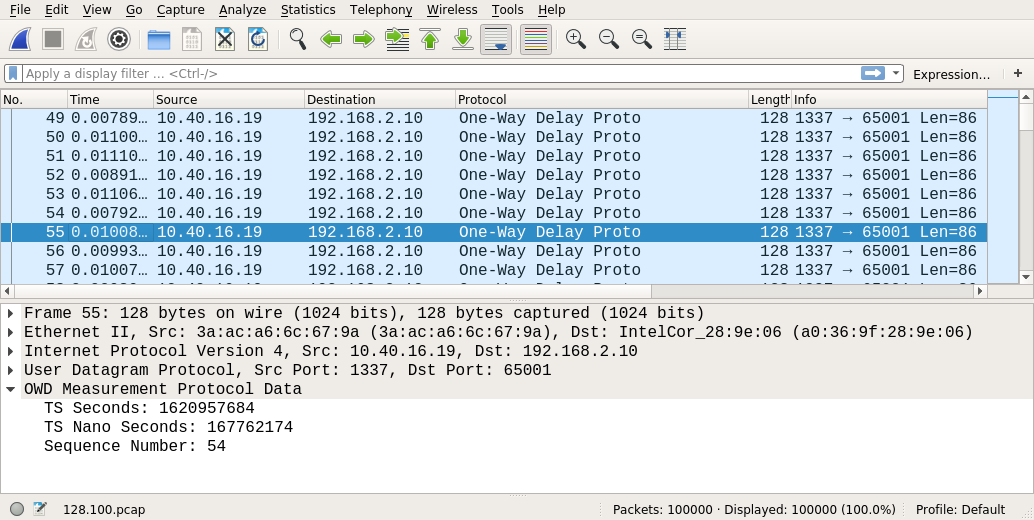 File Edit View Go Capture Analyze Statistics Telephony Wireless Tools Help
Apply a display filter ... <Ctrl-/> Expression... +
No. Time Source Destination Protocol Length Info
49 0.00789... 10.40.16.19 192.168.2.10 One-Way Delay Proto 128 1337 → 65001 Len=86
50 0.01100... 10.40.16.19 192.168.2.10 One-Way Delay Proto 128 1337 → 65001 Len=86
51 0.01110... 10.40.16.19 192.168.2.10 One-Way Delay Proto 128 1337 → 65001 Len=86
52 0.00891... 10.40.16.19 192.168.2.10 One-Way Delay Proto 128 1337 → 65001 Len=86
53 0.01106... 10.40.16.19 192.168.2.10 One-Way Delay Proto 128 1337 → 65001 Len=86
54 0.00792... 10.40.16.19 192.168.2.10 One-Way Delay Proto 128 1337 → 65001 Len=86
55 0.01008... 10.40.16.19 192.168.2.10 One-Way Delay Proto 128 1337 → 65001 Len=86
56 0.00993... 10.40.16.19 192.168.2.10 One-Way Delay Proto 128 1337 → 65001 Len=86
57 0.01007... 10.40.16.19 192.168.2.10 One-Way Delay Proto 128 1337 → 65001 Len=86
Frame 55: 128 bytes on wire (1024 bits), 128 bytes captured (1024 bits)
Ethernet II, Src: 3a:ac:a6:6c:67:9a (3a:ac:a6:6c:67:9a), Dst: IntelCor_28:9e:06 (a0:36:9f:28:9e:06)
Internet Protocol Version 4, Src: 10.40.16.19, Dst: 192.168.2.10
User Datagram Protocol, Src Port: 1337, Dst Port: 65001
OWD Measurement Protocol Data
TS Seconds: 1620957684
TS Nano Seconds: 167762174
Sequence Number: 54
128.100.pcap Packets: 100000 · Displayed: 100000 (100.0%) Profile: Default